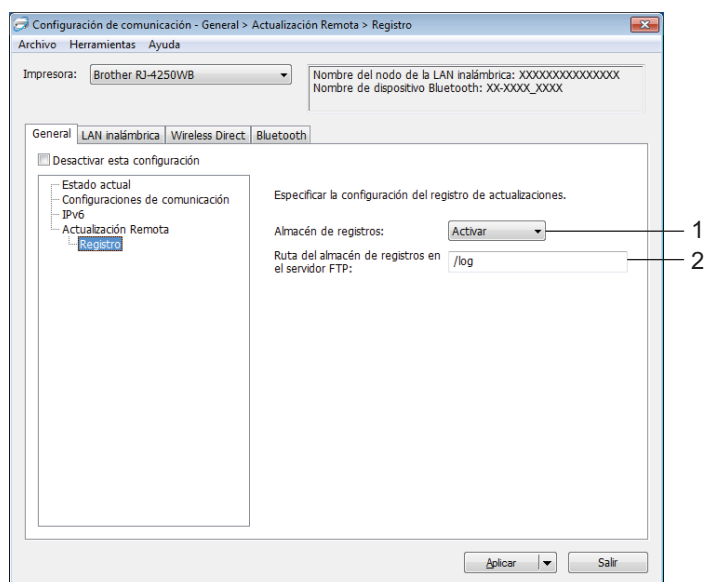 Configuración de comunicación - General > Actualización Remota > Registro
Archivo Herramientas Ayuda
Impresora: Brother RJ-4250WB
Nombre del nodo de la LAN inalámbrica: XXXXXXXXXXXXXXX
Nombre de dispositivo Bluetooth: XX-XXXX_XXXX
General LAN inalámbrica Wireless Direct Bluetooth
Desactivar esta configuración
Estado actual
Configuraciones de comunicación
IPv6
Actualización Remota
Registro
Especificar la configuración del registro de actualizaciones.
Almacén de registros: Activar 1
Ruta del almacén de registros en
el servidor FTP: /log 2
Aplicar Salir